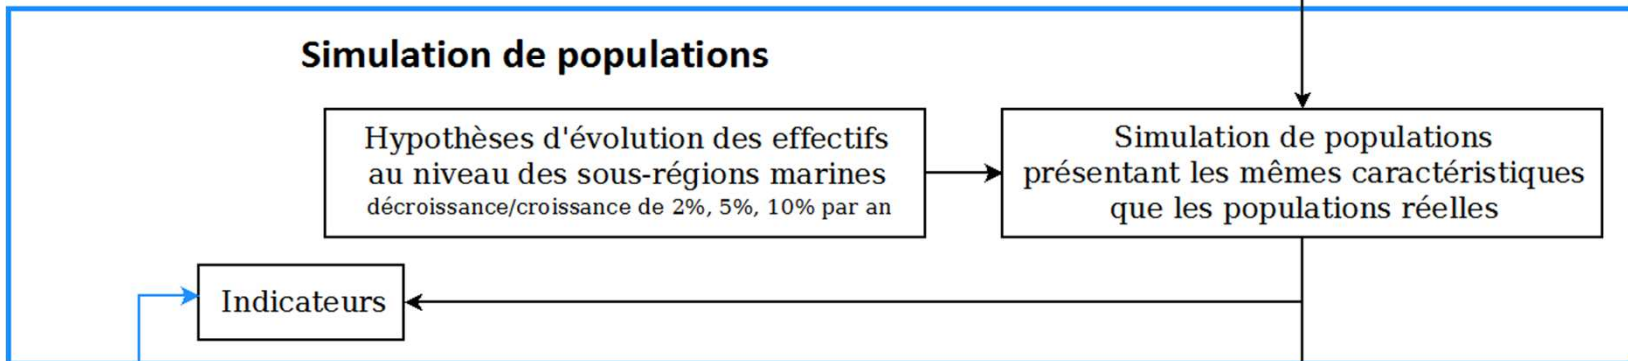 Simulation de populations
Hypothèses d'évolution des effectifs
au niveau des sous-régions marines
décroissance/croissance de 2%, 5%, 10% par an
Simulation de populations
présentant les mêmes caractéristiques
que les populations réelles
Indicateurs